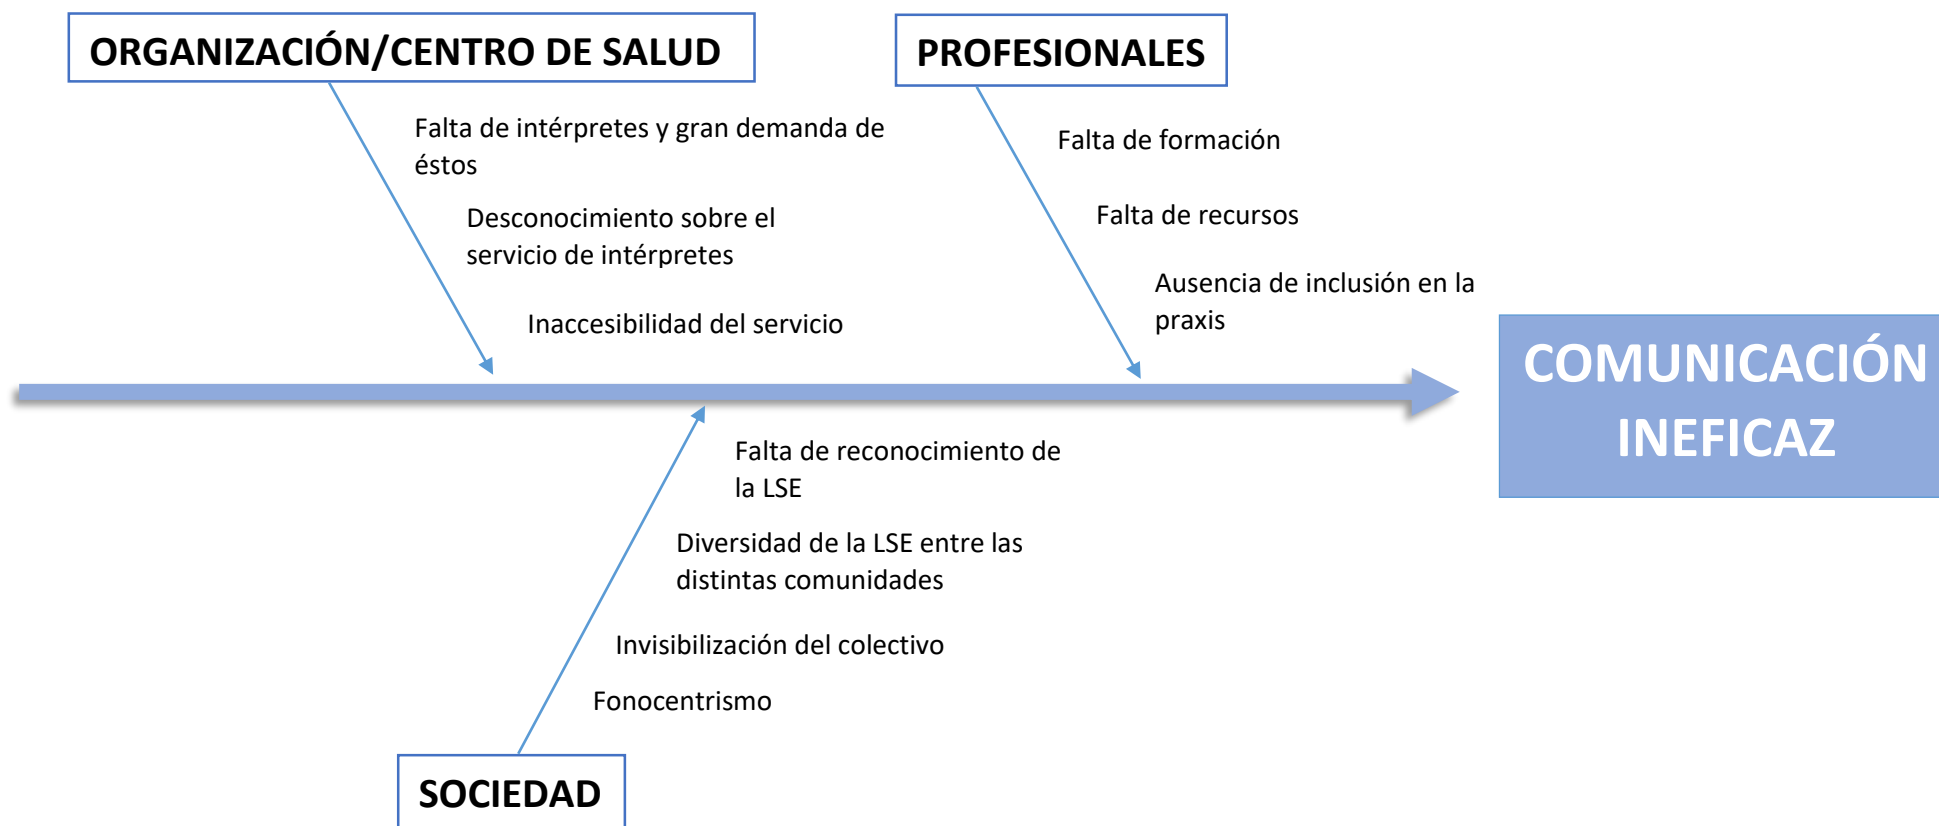 ORGANIZACIÓN/CENTRO DE SALUD
Falta de intérpretes y gran demanda de
éstos
Desconocimiento sobre el
servicio de intérpretes
Inaccesibilidad del servicio
PROFESIONALES
Falta de formación
Falta de recursos
Ausencia de inclusión en la
praxis
COMUNICACIÓN
INEFICAZ
Falta de reconocimiento de
la LSE
Diversidad de la LSE entre las
distintas comunidades
Invisibilización del colectivo
Fonocentrismo
SOCIEDAD